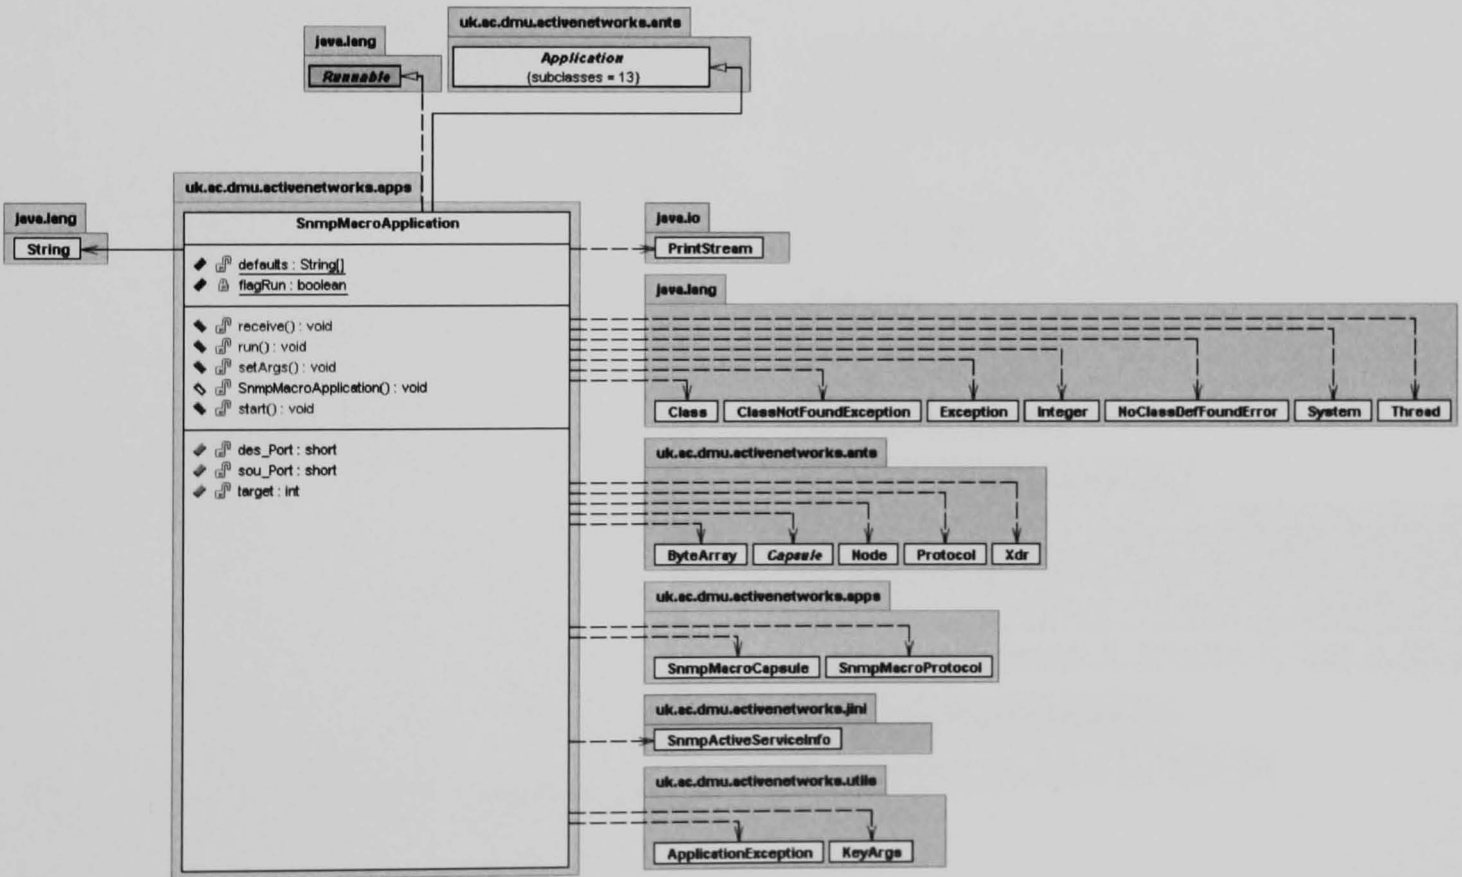 uk.ac.dmu.activenetworks.ants
java.lang
Application
Runnable
{subclasses = 13}
uk.ac.dmu.activenetworks.apps
java.lang
String
SnmpMacroApplication
defaults : String[]
flagRun : boolean
receive() : void
run() : void
setArgs() : void
SnmpMacroApplication() : void
start() : void
des_Port : short
sou_Port : short
target : int
java.io
PrintStream
java.lang
Class ClassNotFoundException Exception Integer NoClassDefFoundError System Thread
uk.ac.dmu.activenetworks.ants
ByteArray Capsule Node Protocol Xdr
uk.ac.dmu.activenetworks.apps
SnmpMacroCapsule SnmpMacroProtocol
uk.ac.dmu.activenetworks.jini
SnmpActiveServiceInfo
uk.ac.dmu.activenetworks.utils
ApplicationException KeyArgs